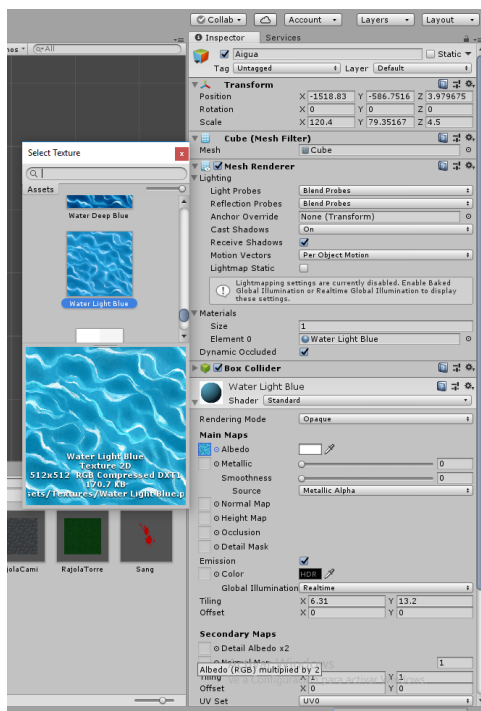 Collab
Account
Layers
Layout
Inspector
Services
All
Aigua
Static
Tag Untagged Layer Default
Transform
Position X -1518.83 Y -586.7516 Z 3.979675
Rotation X 0 Y 0 Z 0
Scale X 120.4 Y 79.35167 Z 4.5
Cube (Mesh Filter)
Mesh Cube
Mesh Renderer
Lighting
Light Probes Blend Probes
Reflection Probes Blend Probes
Anchor Override None (Transform)
Cast Shadows On
Receive Shadows
Motion Vectors Per Object Motion
Lightmap Static
Lightmapping settings are currently disabled. Enable Baked
Global Illumination or Realtime Global Illumination to display
these settings.
Materials
Size 1
Element 0 Water Light Blue
Dynamic Occluded
Box Collider
Water Light Blue
Shader Standard
Rendering Mode Opaque
Main Maps
Albedo
Metallic 0
Smoothness 0
Source Metallic Alpha
Normal Map
Height Map
Occlusion
Detail Mask
Emission
Color HDR
Global Illumination Realtime
Tiling X 6.31 Y 13.2
Offset X 0 Y 0
Secondary Maps
Detail Albedo x2
Normal Map 1
Albedo (RGB) multiplied by 2
Tiling X 1 Y 1
Offset X 0 Y 0
UV Set UV0
Select Texture
x
Assets
Water Deep Blue
Water Light Blue
Water Light Blue
Texture 2D
512x512 RGB Compressed DXT1
170.7 KB
sets/Textures/Water Light Blue.p
jolaCami
RajolaTorre
Sang